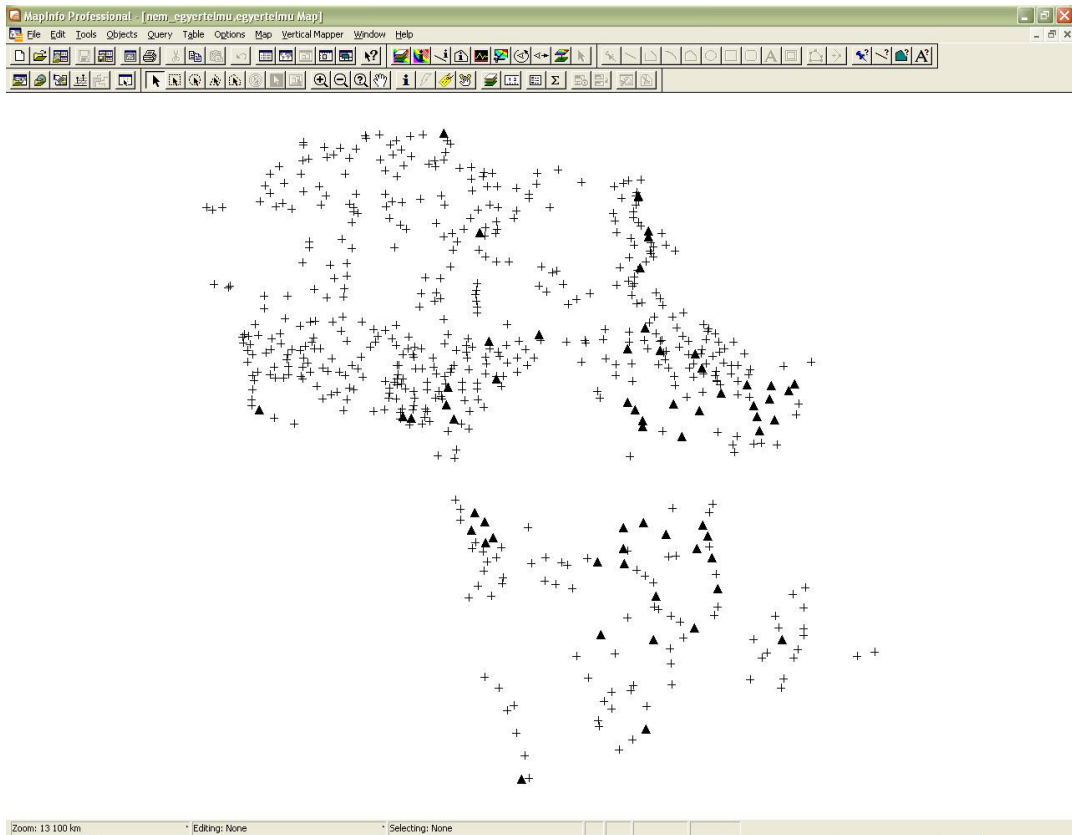 MapInfo Professional - [nem_egyertelmu,egyertelmu Map]
File Edit Tools Objects Query Table Options Map Vertical Mapper Window Help
Zoom: 13 100 km Editing: None Selecting: None